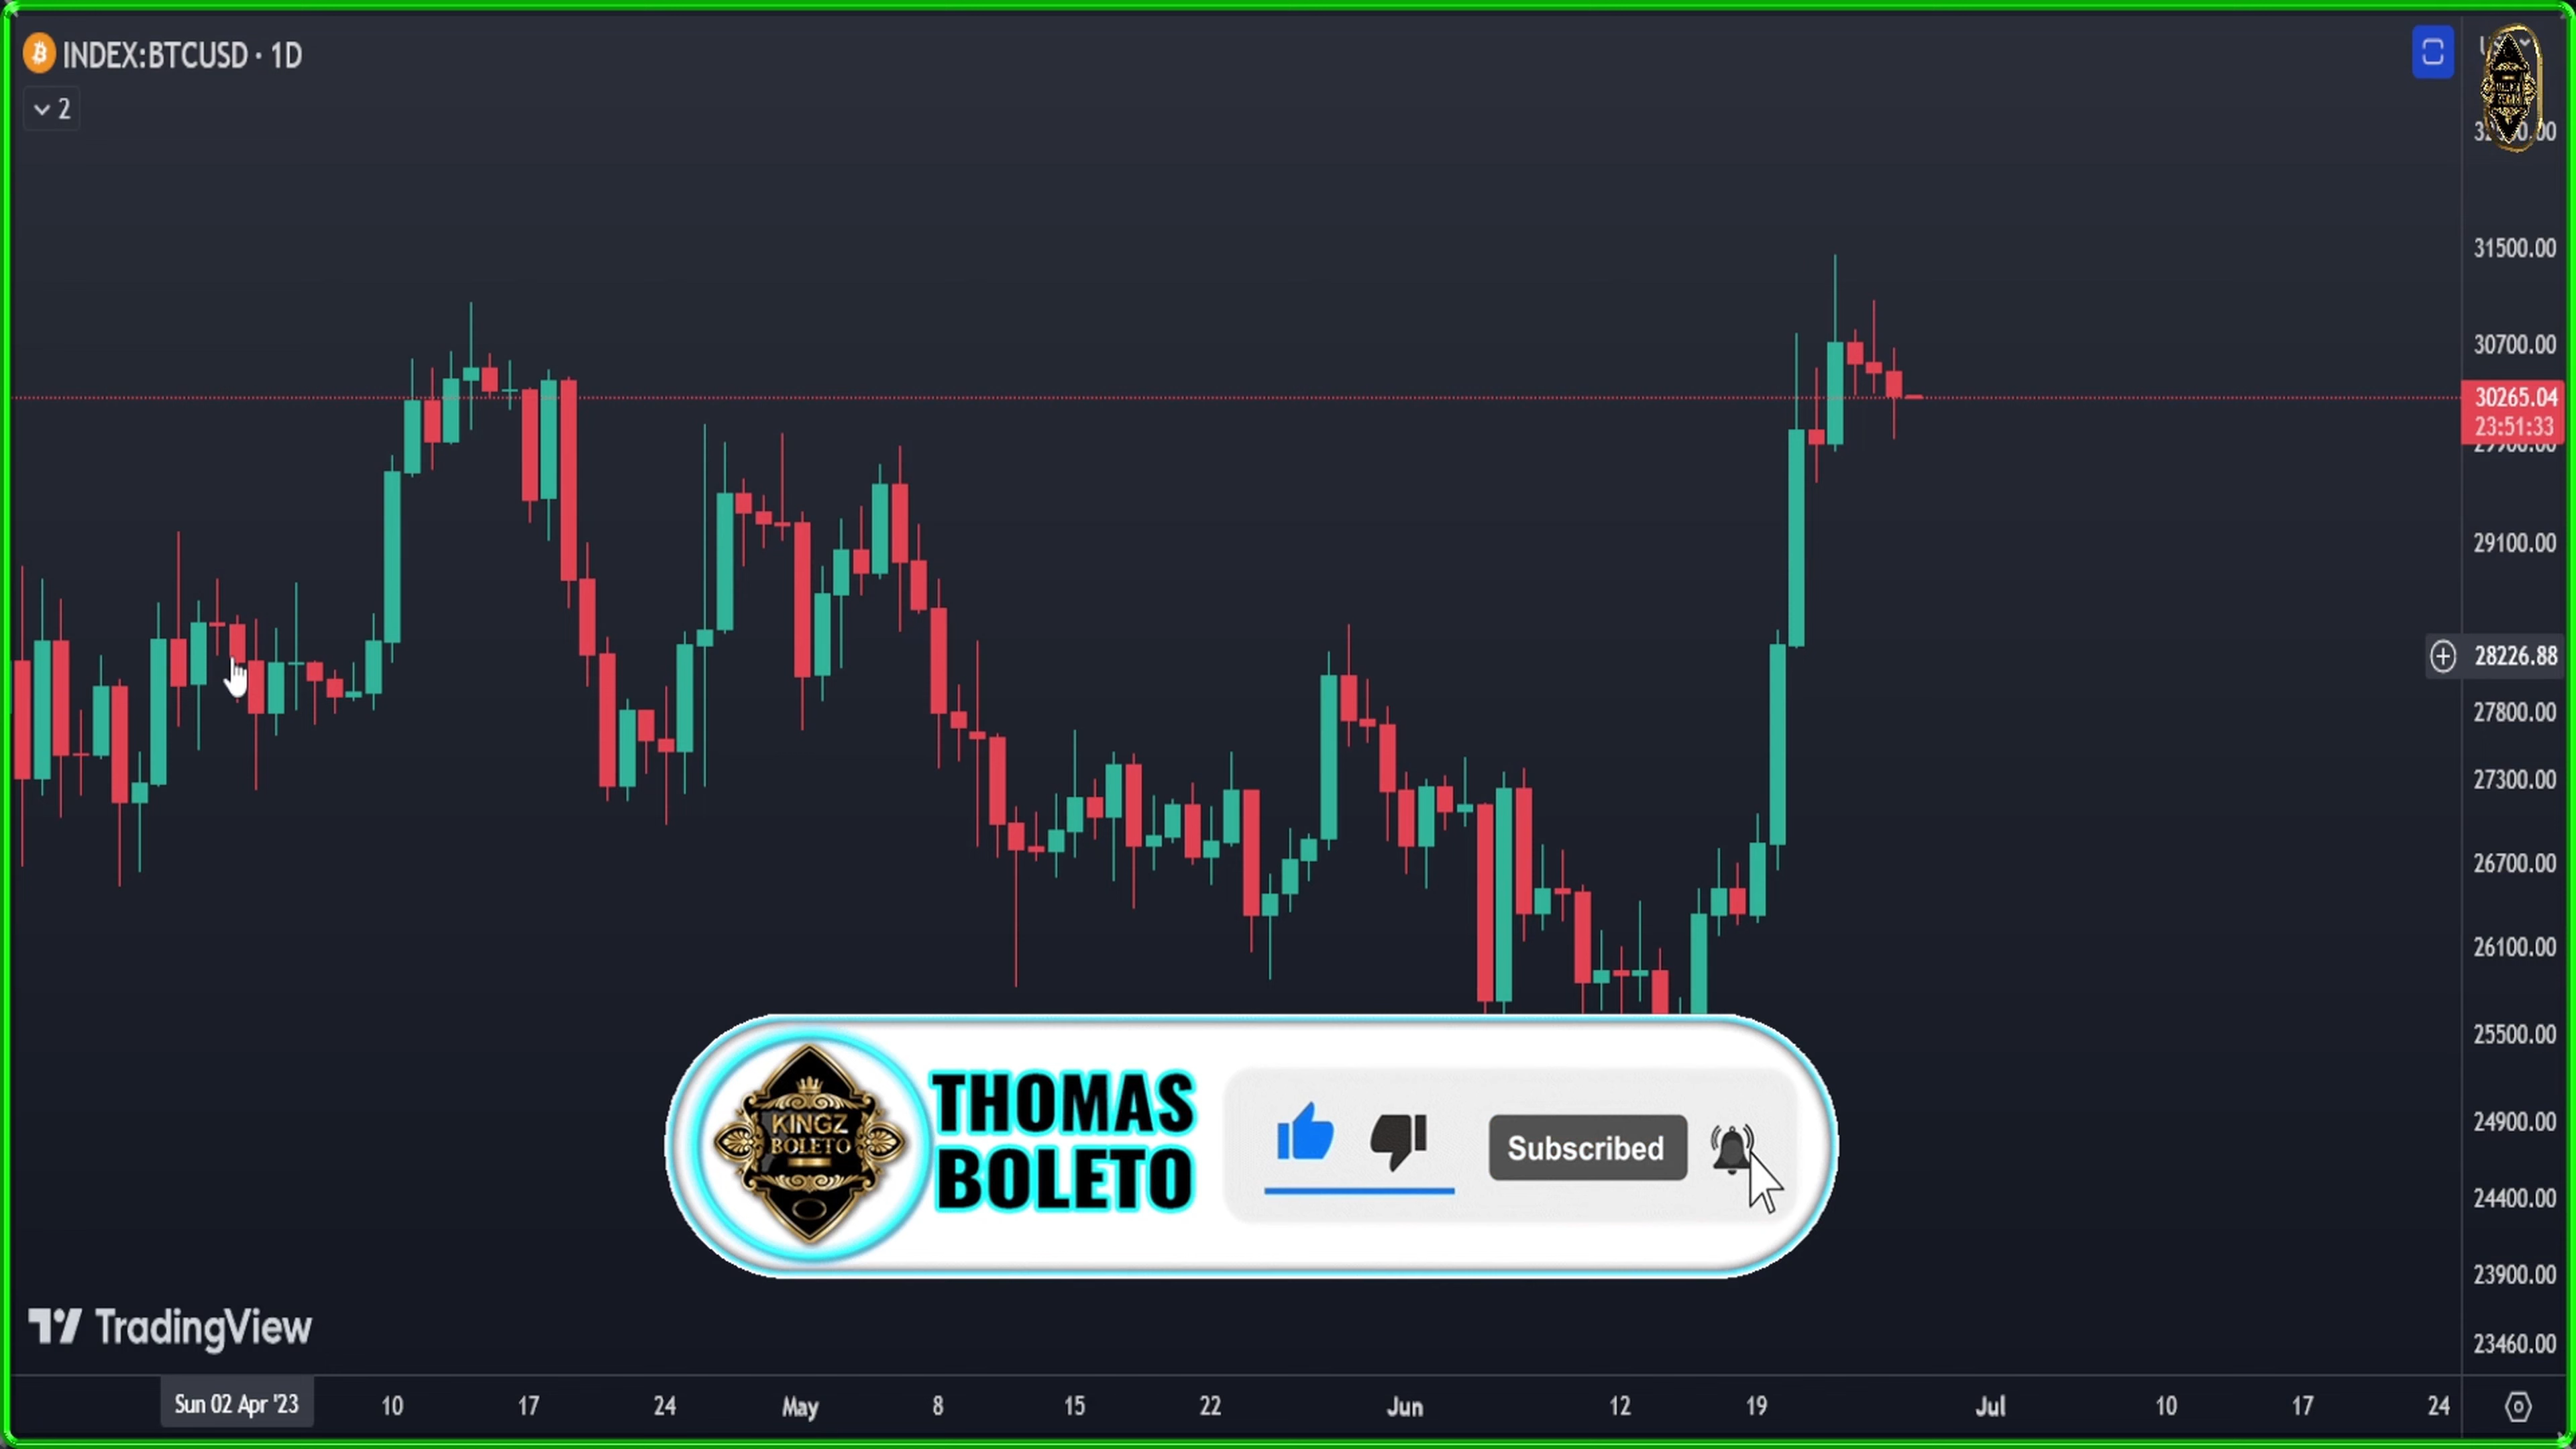 INDEX:BTCUSD · 1D
2
31500.00
30700.00
30265.04
23:51:33
29100.00
28226.88
27800.00
27300.00
26700.00
26100.00
25500.00
24900.00
24400.00
23900.00
23460.00
KINGZ
BOLETO
THOMAS
BOLETO
Subscribed
TradingView
Sun 02 Apr '23 10 17 24 May 8 15 22 Jun 12 19 Jul 10 17 24